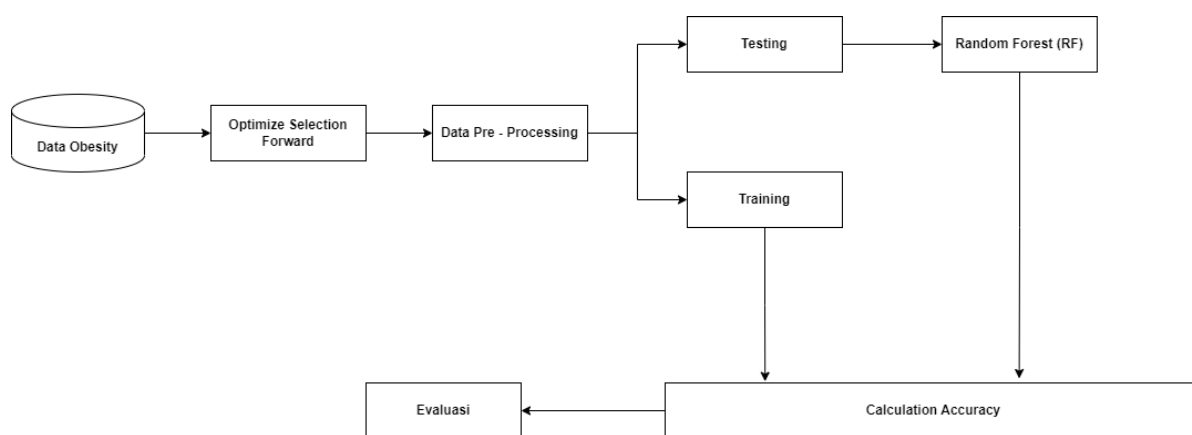 Data Obesity
Optimize Selection
Forward
Data Pre - Processing
Testing
Random Forest (RF)
Training
Evaluasi
Calculation Accuracy